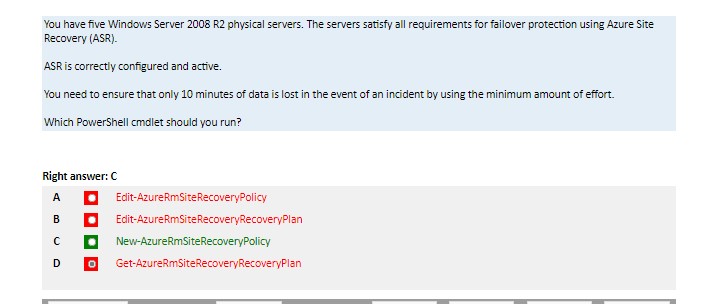 You have five Windows Server 2008 R2 physical servers. The servers satisfy all requirements for failover protection using Azure Site
Recovery (ASR).
ASR is correctly configured and active.
You need to ensure that only 10 minutes of data is lost in the event of an incident by using the minimum amount of effort.
Which PowerShell cmdlet should you run?
Right answer: C
A Edit-AzureRmSiteRecoveryPolicy
B Edit-AzureRmSiteRecoveryRecoveryPlan
C New-AzureRmSiteRecoveryPolicy
D Get-AzureRmSiteRecoveryRecoveryPlan